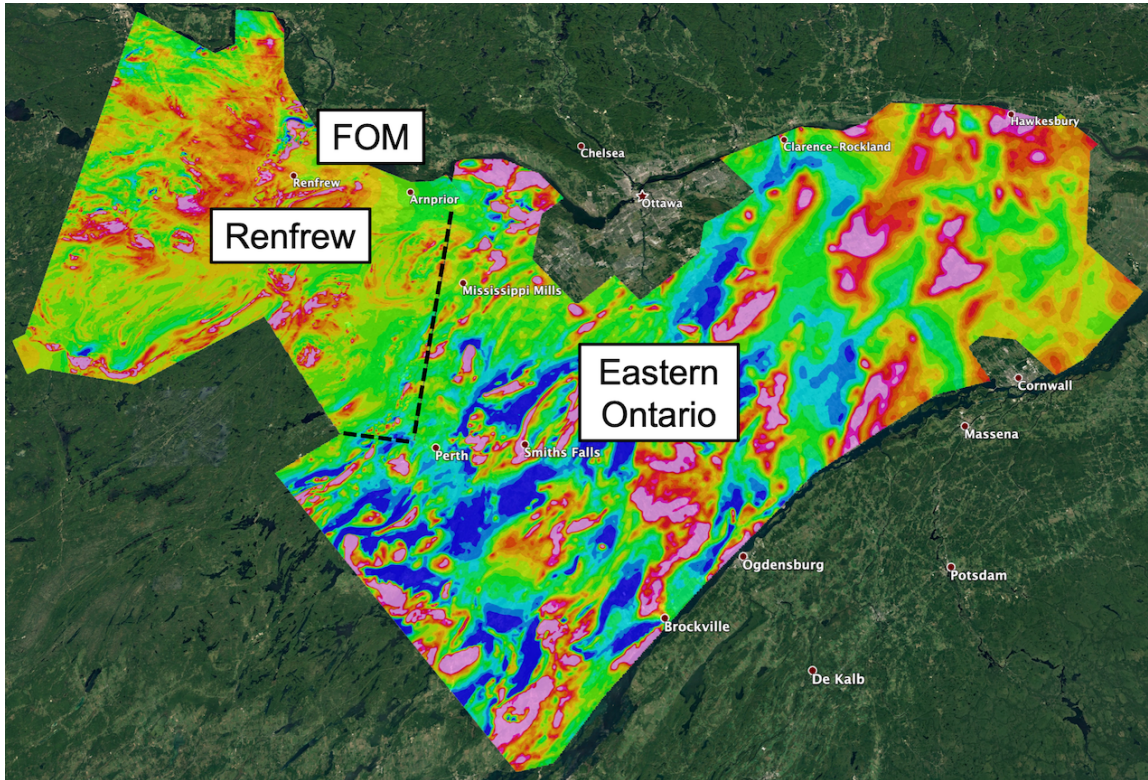 FOM
Hawkesbury
Chelsea
Clarence-Rockland
Renfrew
Arnprior
Ottawa
Renfrew
Mississippi Mills
Eastern
Ontario
Cornwall
Massena
Perth
Smiths Falls
Ogdensburg
Potsdam
Brockville
De Kalb